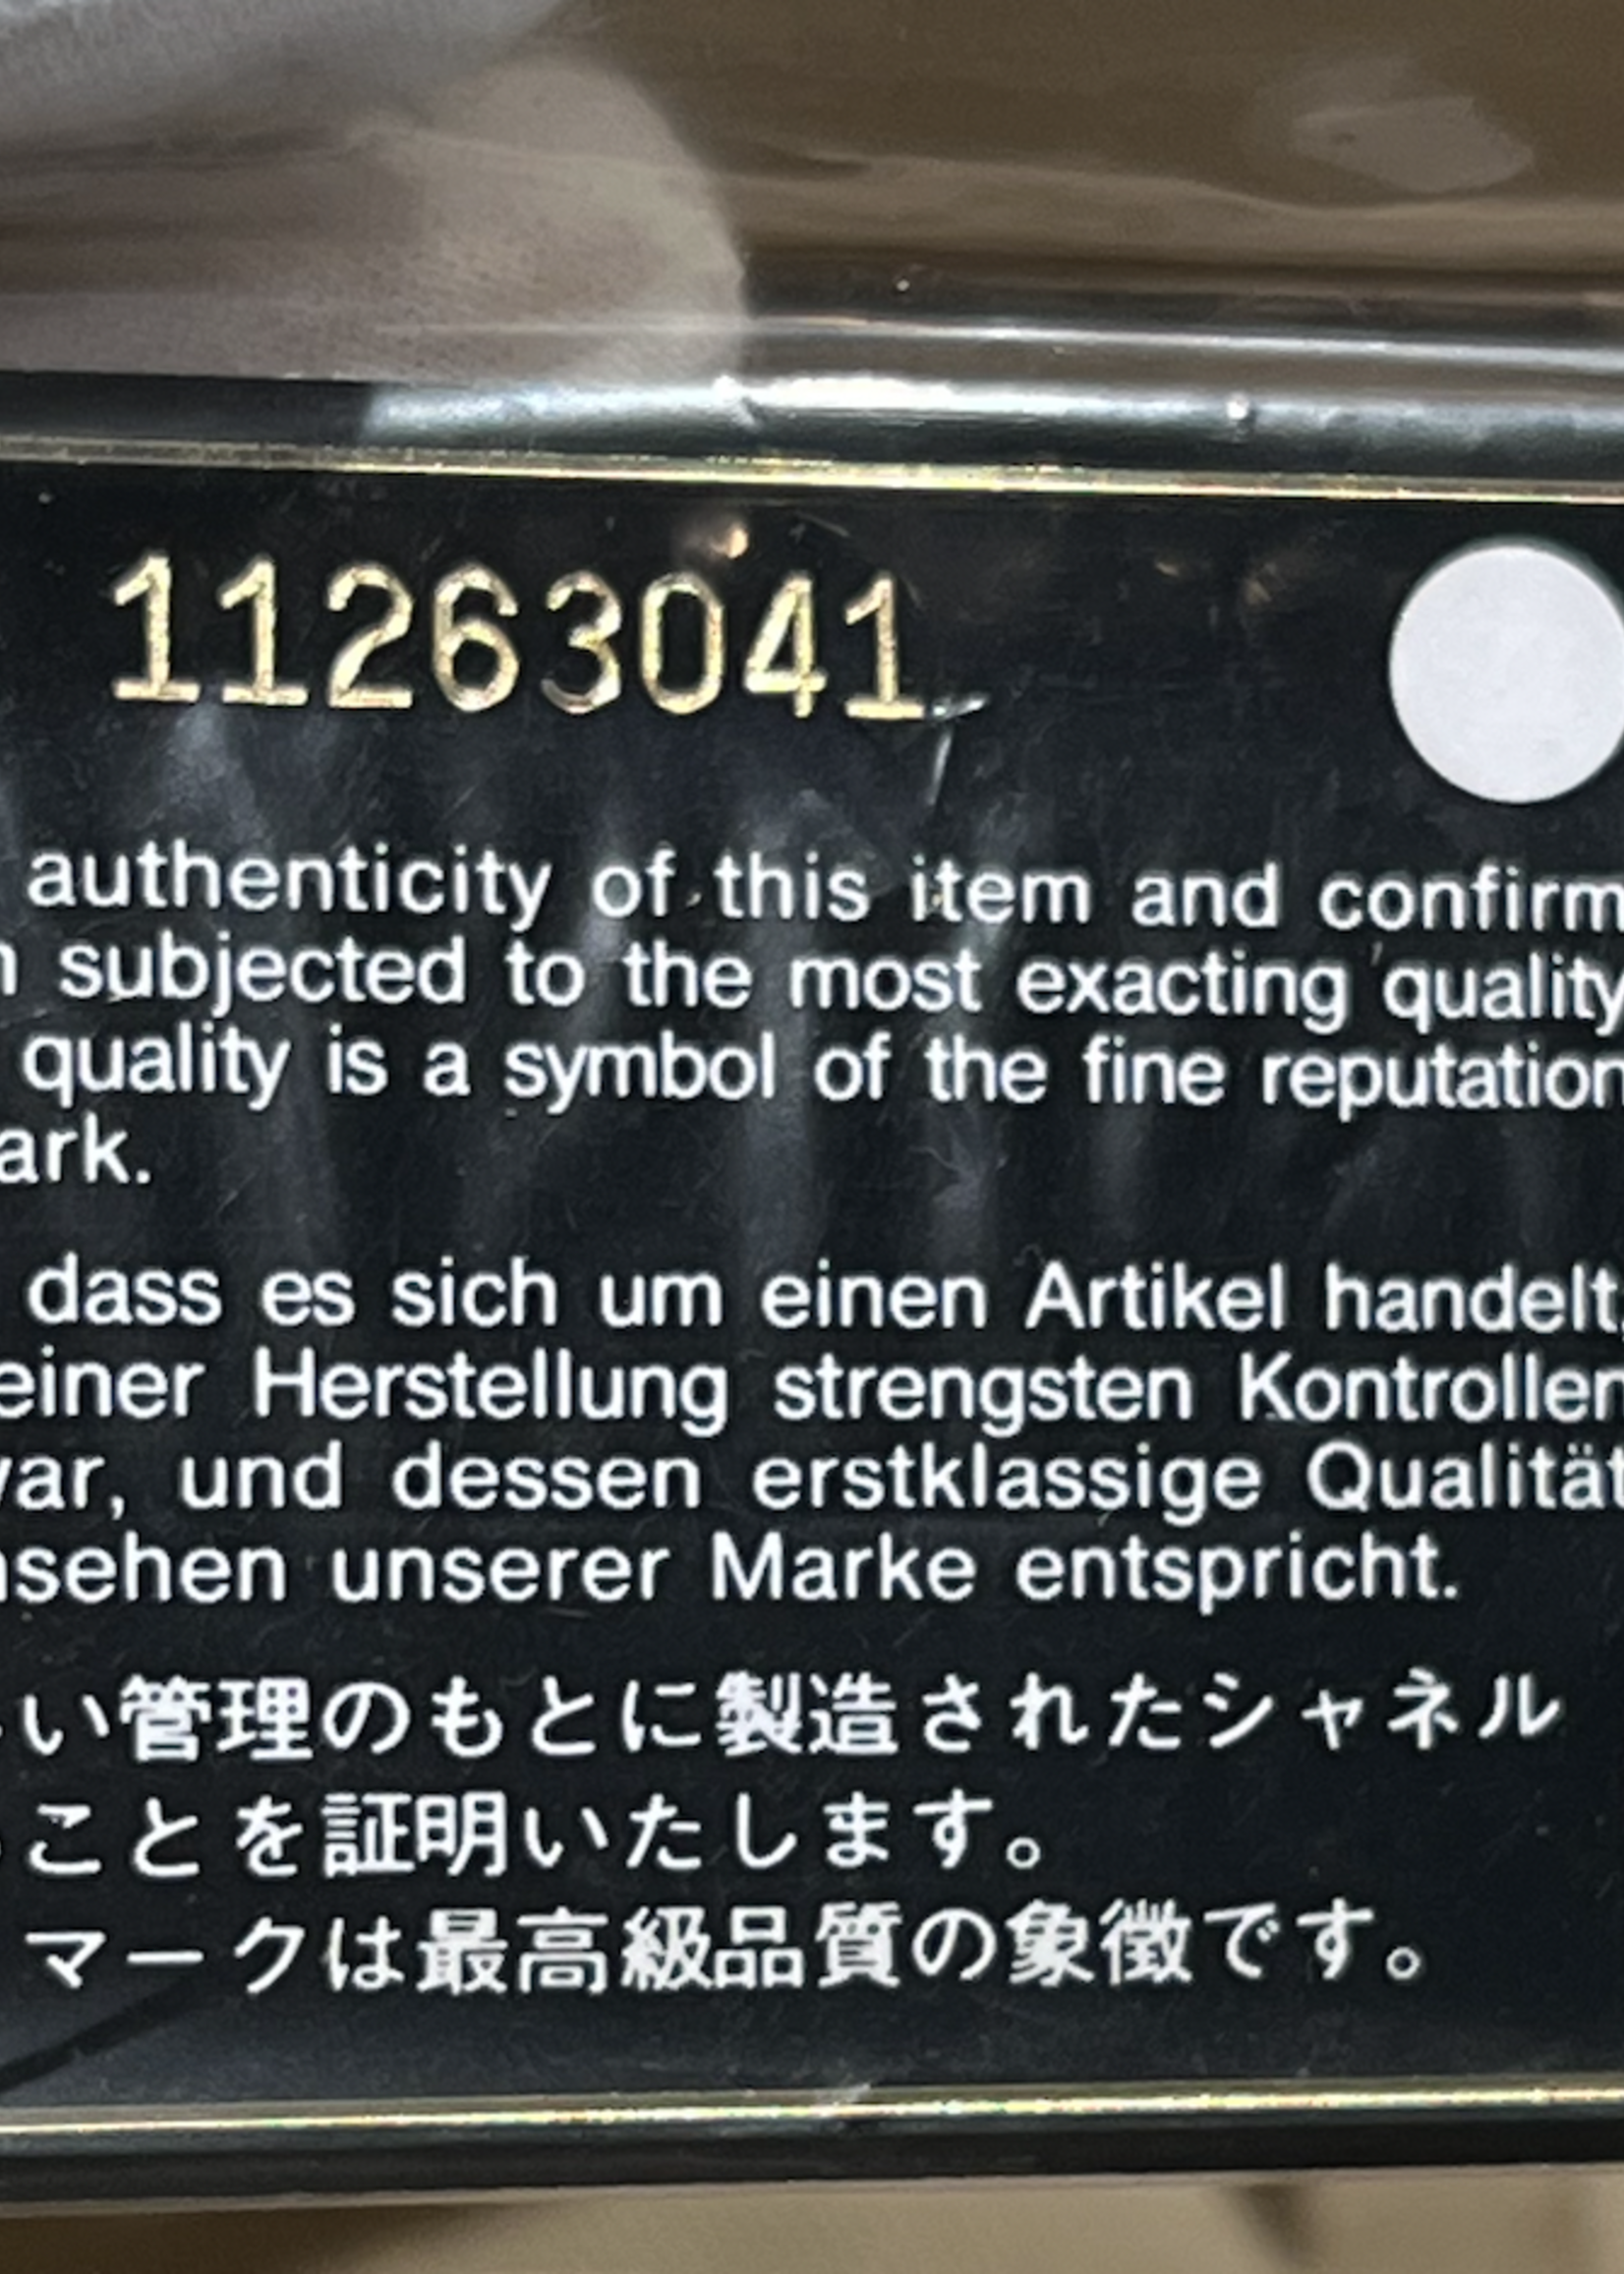 11263041
authenticity of this item and confirm
subjected to the most exacting quality
quality is a symbol of the fine reputation
ark.
dass es sich um einen Artikel handelt,
einer Herstellung strengsten Kontrollen
ar, und dessen erstklassige Qualität
nsehen unserer Marke entspricht.
い管理のもとに製造されたシャネル
ことを証明いたします。
マークは最高級品質の象徴です。